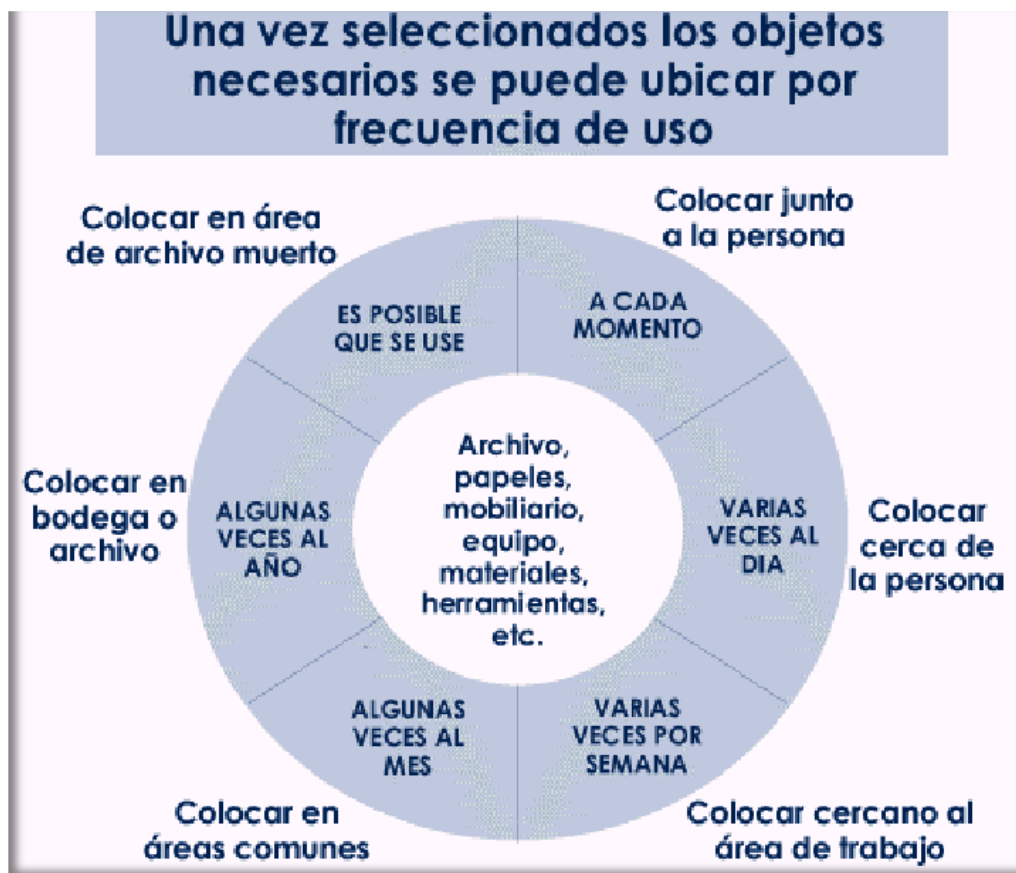 Una vez seleccionados los objetos
necesarios se puede ubicar por
frecuencia de uso
Colocar junto
a la persona
A CADA
MOMENTO
Colocar
cerca de
la persona
VARIAS
VECES AL
DIA
Colocar cercano al
área de trabajo
VARIAS
VECES POR
SEMANA
Colocar en
áreas comunes
ALGUNAS
VECES AL
MES
Colocar en
bodega o
archivo
ALGUNAS
VECES AL
AÑO
Colocar en área
de archivo muerto
ES POSIBLE
QUE SE USE
Archivo,
papeles,
mobiliario,
equipo,
materiales,
herramientas,
etc.